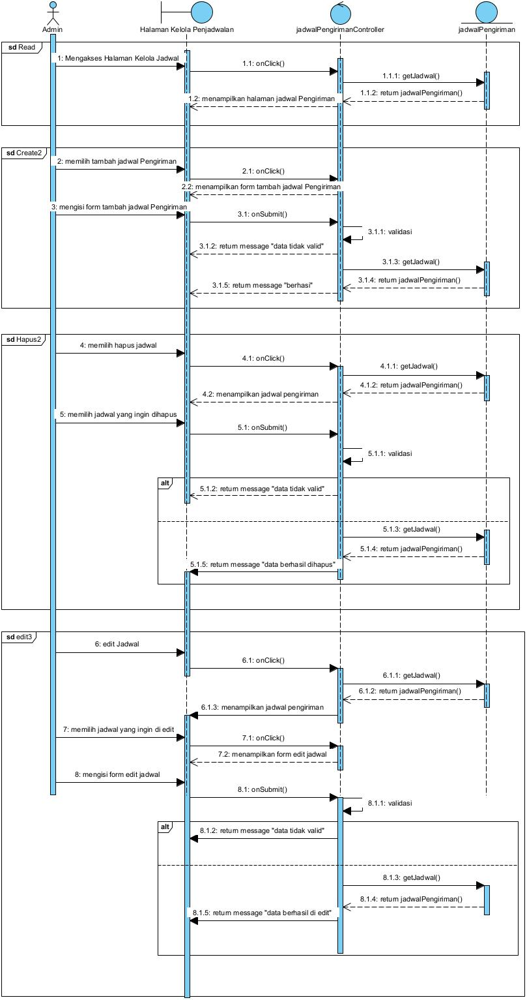 Admin
Halaman Kelola Penjadwalan
jadwalPengirimanController
jadwalPengiriman
sd Read
1: Mengakses Halaman Kelola Jadwal
1.1: onClick()
1.1.1: getJadwal()
1.1.2: return jadwalPengiriman()
1.2: menampilkan halaman jadwal Pengiriman
sd Create2
2: memilih tambah jadwal Pengiriman
2.1: onClick()
2.2: menampilkan form tambah jadwal Pengiriman
3: mengisi form tambah jadwal Pengiriman
3.1: onSubmit()
3.1.1: validasi
3.1.2: return message "data tidak valid"
3.1.3: getJadwal()
3.1.4: return jadwalPengiriman()
3.1.5: return message "berhasi"
sd Hapus2
4: memilih hapus jadwal
4.1: onClick()
4.1.1: getJadwal()
4.1.2: return jadwalPengiriman()
4.2: menampilkan jadwal pengiriman
5: memilih jadwal yang ingin dihapus
5.1: onSubmit()
5.1.1: validasi
alt
5.1.2: return message "data tidak valid"
5.1.3: getJadwal()
5.1.4: return jadwalPengiriman()
5.1.5: return message "data berhasil dihapus"
sd edit3
6: edit Jadwal
6.1: onClick()
6.1.1: getJadwal()
6.1.2: return jadwalPengiriman()
6.1.3: menampilkan jadwal pengiriman
7: memilih jadwal yang ingin di edit
7.1: onClick()
7.2: menampilkan form edit jadwal
8: mengisi form edit jadwal
8.1: onSubmit()
8.1.1: validasi
alt
8.1.2: return message "data tidak valid"
8.1.3: getJadwal()
8.1.4: return jadwalPengiriman()
8.1.5: return message "data berhasil di edit"